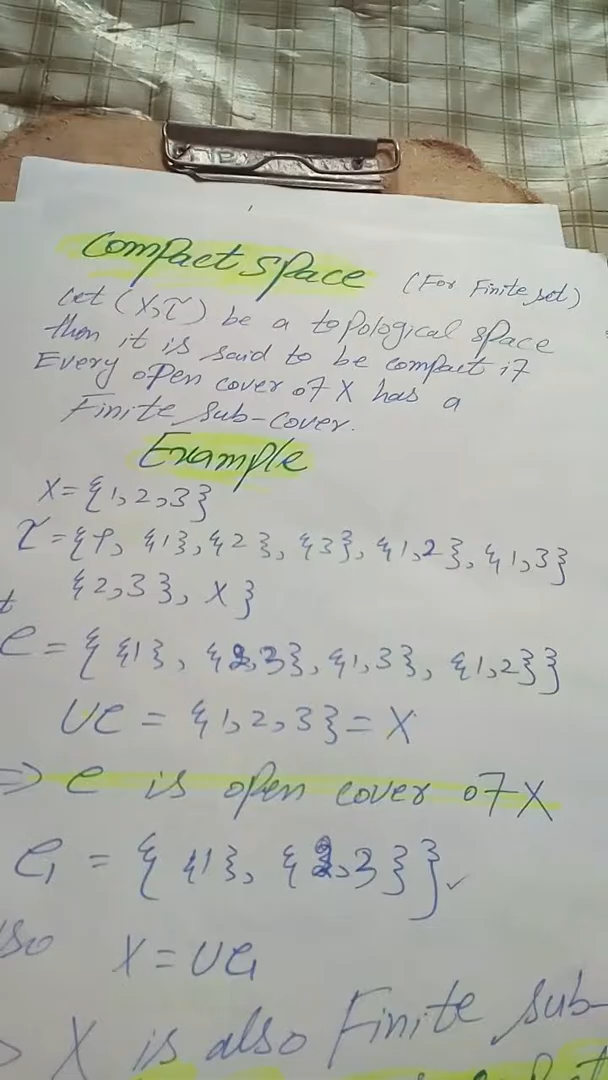 Compact space (For Finite set)
Let (X,τ) be a topological space
then it is said to be compact if
Every open cover of X has a
Finite sub-cover.
Example
X={1,2,3}
τ={φ, {1},{2},{3},{1,2},{1,3}
{2,3}, X}
C={{1}, {2,3},{1,3}, {1,2}}
UC = {1,2,3}=X
=> C is open cover of X
C₁ = {{1}, {2,3}}✓
X=UC₁
X is also Finite sub-